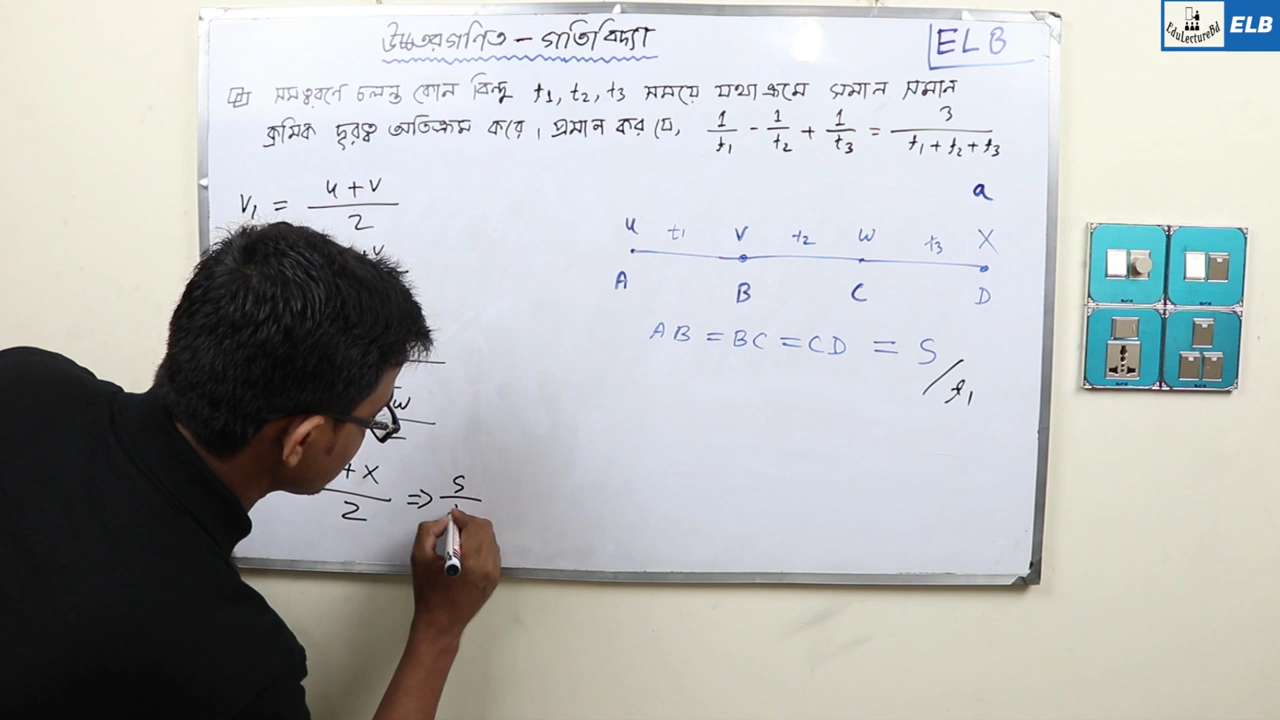 উচ্চতর গণিত – গতিবিদ্যা
ELB
EduLectureBd ELB
সমত্বরণে চলন্ত কোন বিন্দু t1, t2, t3 সময়ে যথাক্রমে সমান সমান
ক্রমিক দূরত্ব অতিক্রম করে। প্রমান কর যে, 1/t1 - 1/t2 + 1/t3 = 3/(t1 + t2 + t3)
a
V1 = (u + v)/2
u t1 v t2 w t3 x
A B C D
AB = BC = CD = S
/t1
w
+ x
2 => S